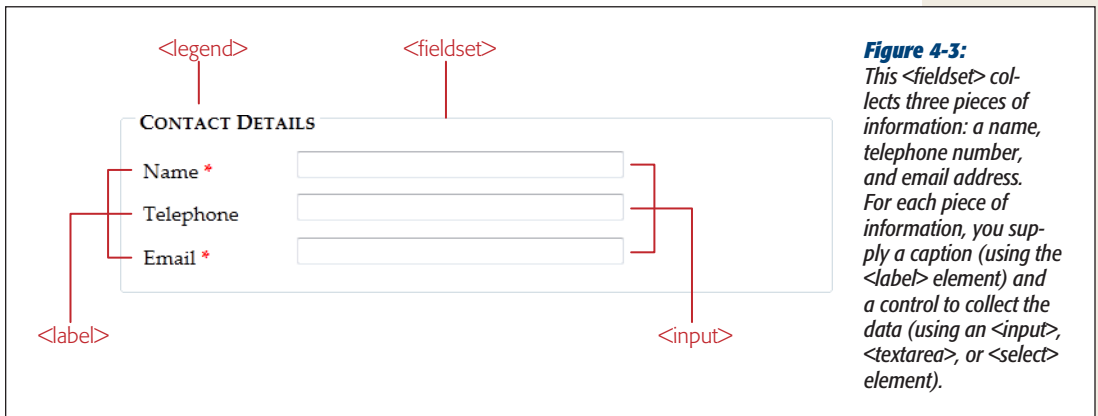 <legend>
<fieldset>
CONTACT DETAILS
Name *
Telephone
Email *
<label>
<input>
Figure 4-3:
This <fieldset> col-
lects three pieces of
information: a name,
telephone number,
and email address.
For each piece of
information, you sup-
ply a caption (using the
<label> element) and
a control to collect the
data (using an <input>,
<textarea>, or <select>
element).